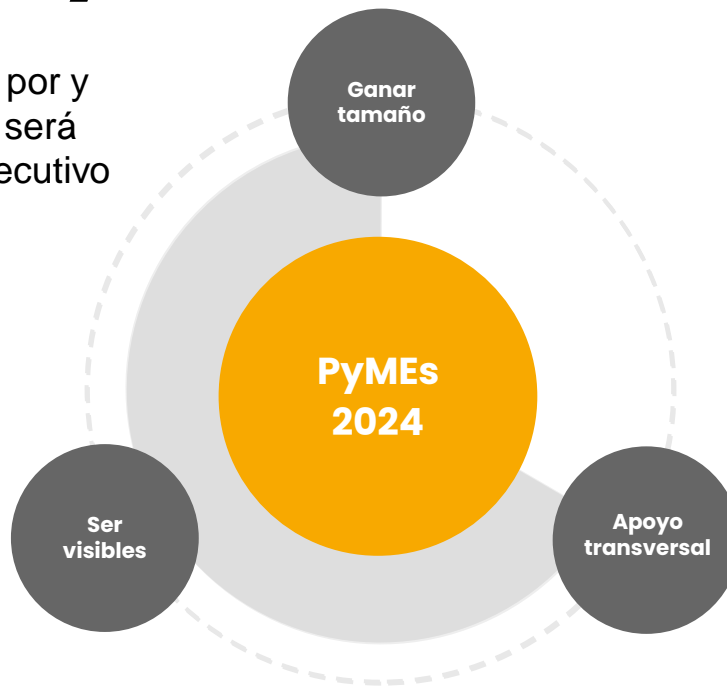 por y
será
ecutivo
Ganar
tamaño
PyMEs
2024
Ser
visibles
Apoyo
transversal